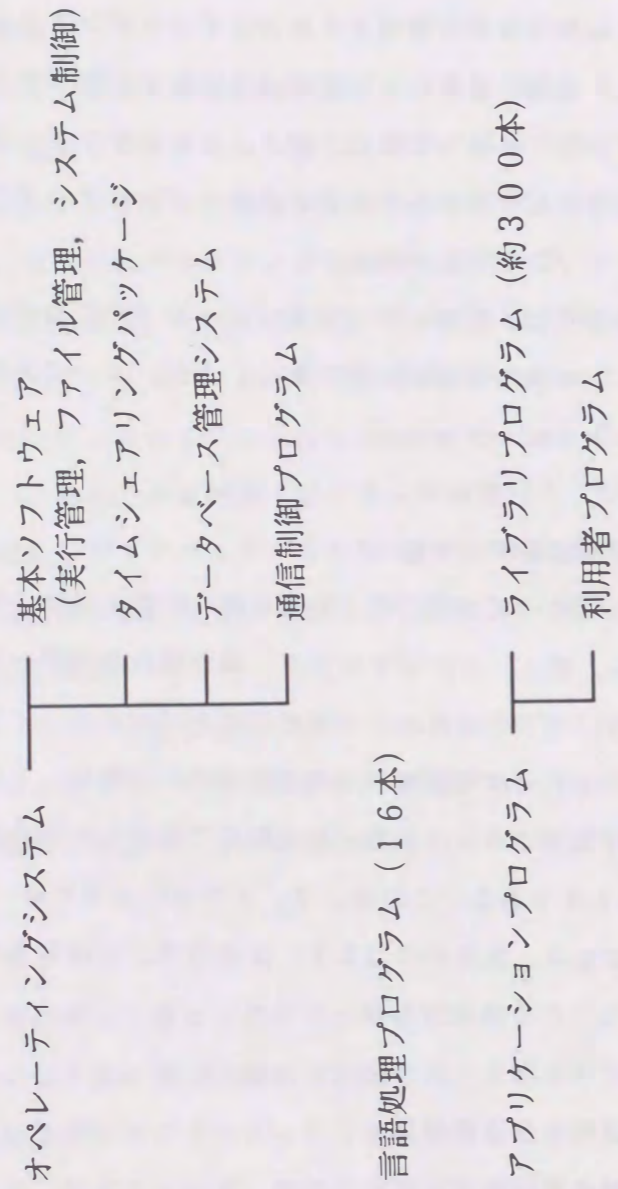 オペレーティングシステム
基本ソフトウェア
(実行管理, ファイル管理, システム制御)
タイムシェアリングパッケージ
データベース管理システム
通信制御プログラム
言語処理プログラム (16本)
アプリケーションプログラム
ライブラリプログラム (約300本)
利用者プログラム